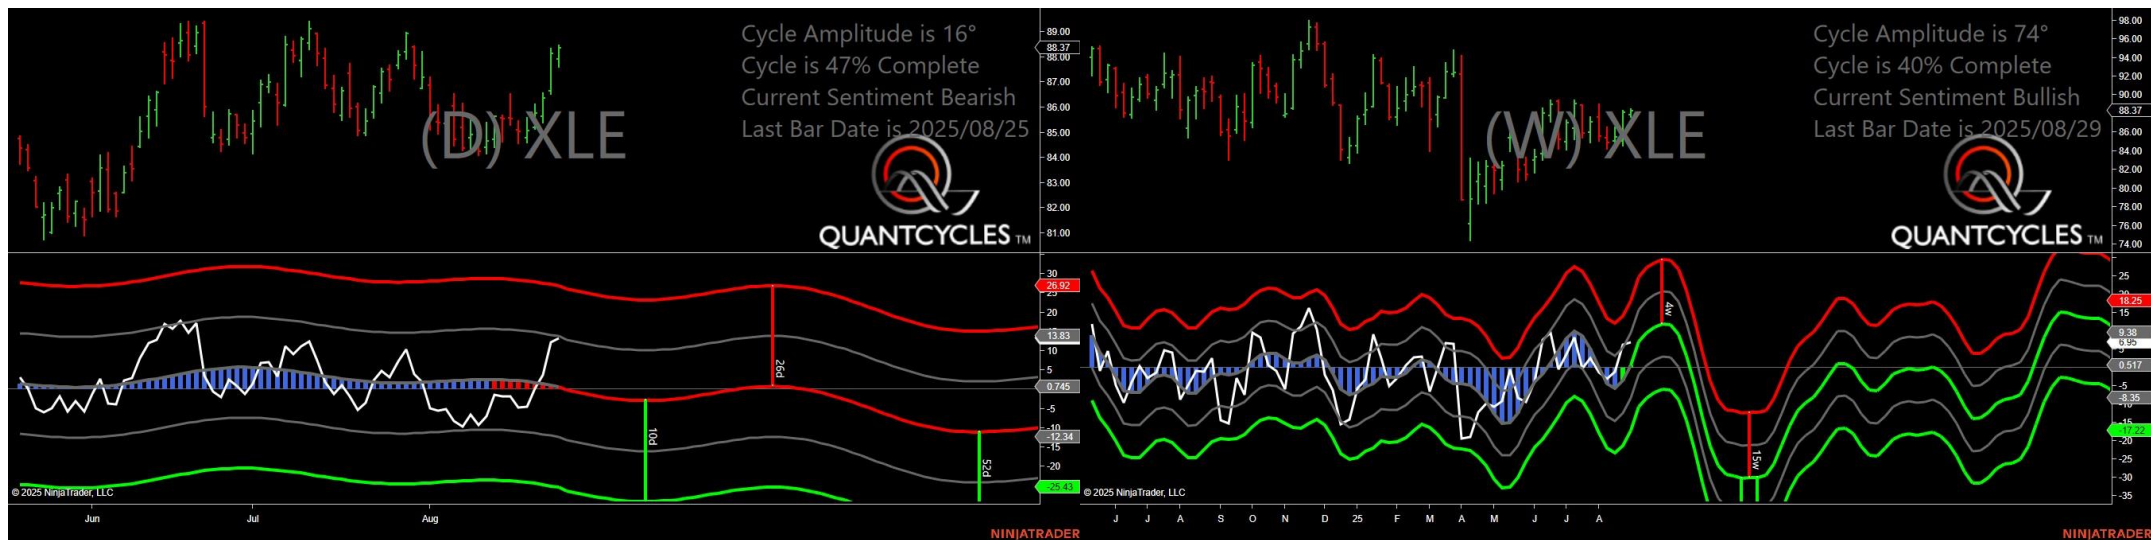 Cycle Amplitude is 16°
Cycle is 47% Complete
Current Sentiment Bearish
Last Bar Date is 2025/08/25
(D) XLE
QUANTCYCLES TM
89.00
88.37
88.00
87.00
86.00
85.00
84.00
83.00
82.00
81.00
30
26.92
25
20
13.83
10
5
0.745
-5
-10
-12.34
-15
-20
-25.43
26d
10d
52d
© 2025 NinjaTrader, LLC
Jun Jul Aug
NINJATRADER
Cycle Amplitude is 74°
Cycle is 40% Complete
Current Sentiment Bullish
Last Bar Date is 2025/08/29
(W) XLE
QUANTCYCLES TM
98.00
96.00
94.00
92.00
90.00
88.37
86.00
84.00
82.00
80.00
78.00
76.00
74.00
25
18.25
15
9.38
6.95
0.517
-5
-8.35
-17.22
-20
-25
-30
-35
4w
15w
© 2025 NinjaTrader, LLC
J J A S O N D 25 F M A M J J A
NINJATRADER